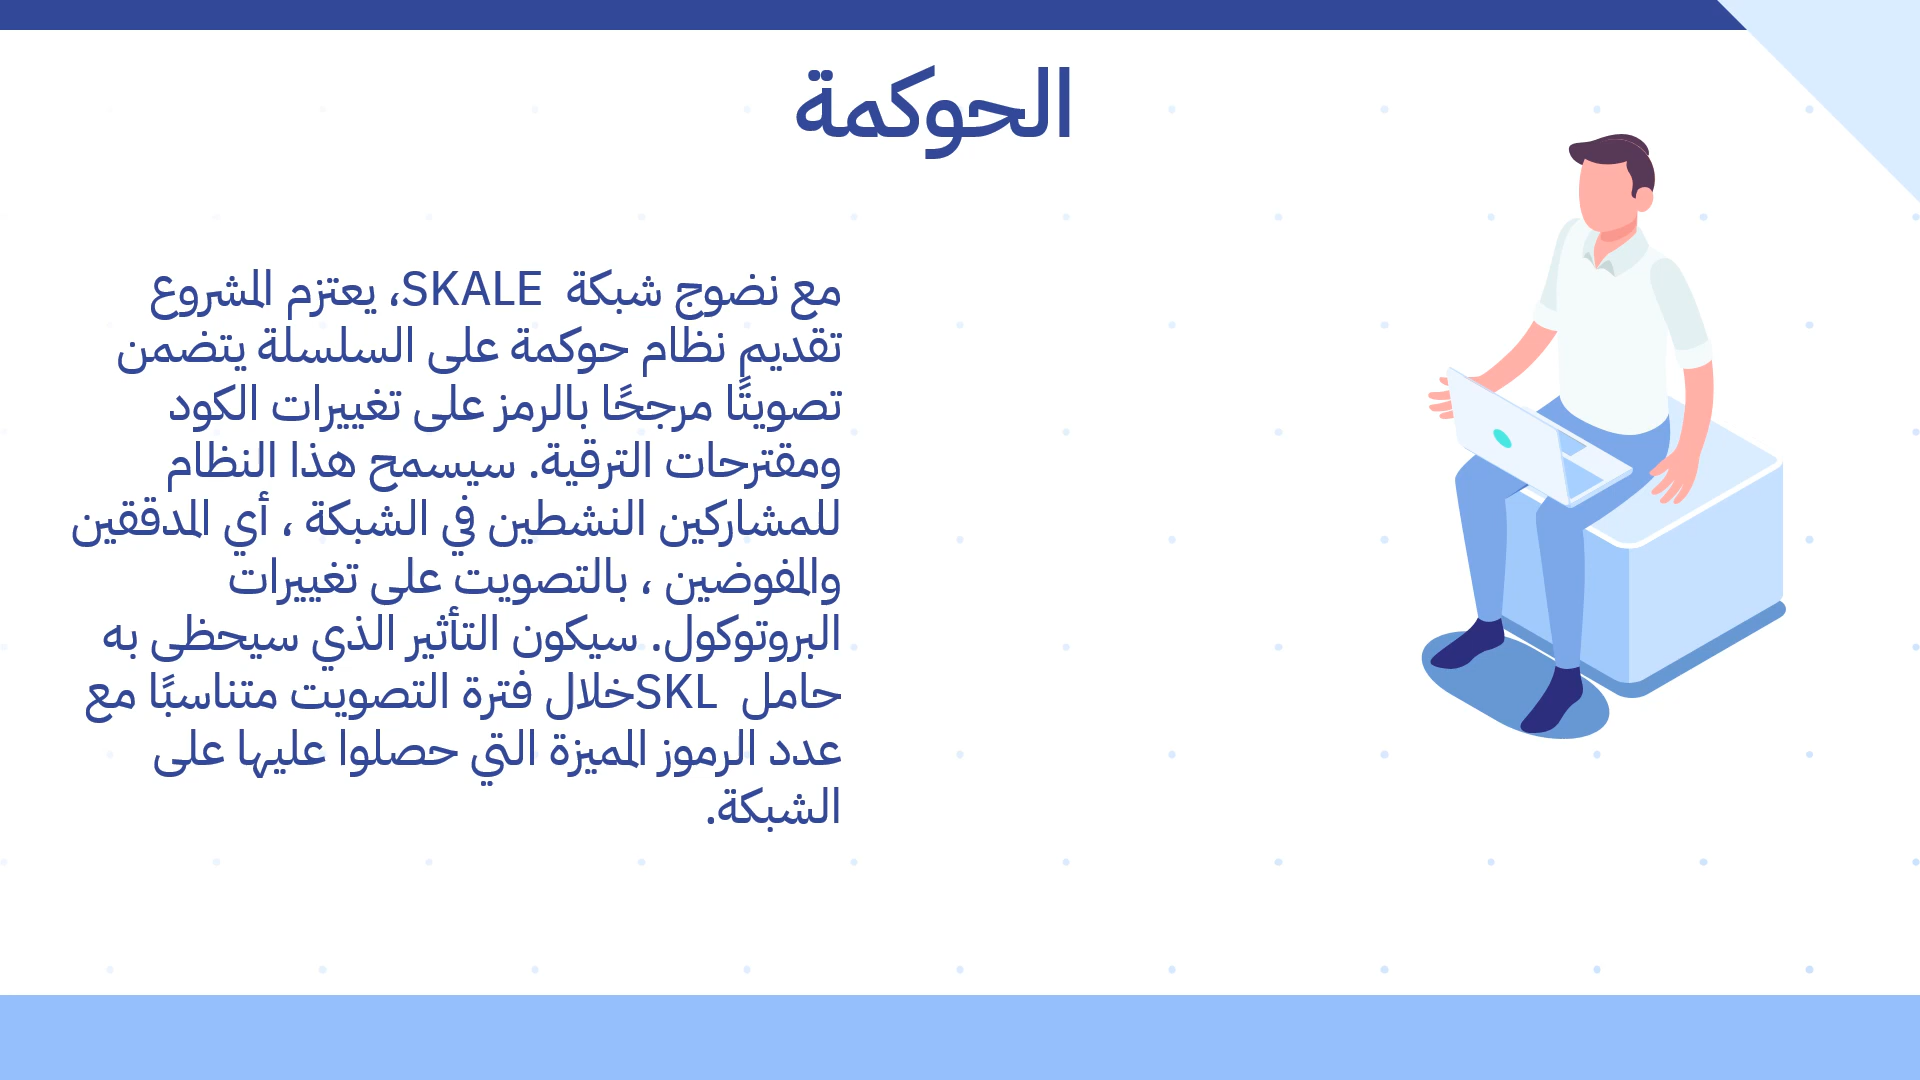 الحوكمة
مع نضوج شبكة SKALE، يعتزم المشروع
تقديم نظام حوكمة على السلسلة يتضمن
تصويتًا مرجحًا بالرمز على تغييرات الكود
ومقترحات الترقية. سيسمح هذا النظام
للمشاركين النشطين في الشبكة ، أي المدققين
والمفوضين ، بالتصويت على تغييرات
البروتوكول. سيكون التأثير الذي سيحظى به
حامل SKLخلال فترة التصويت متناسبًا مع
عدد الرموز المميزة التي حصلوا عليها على
الشبكة.